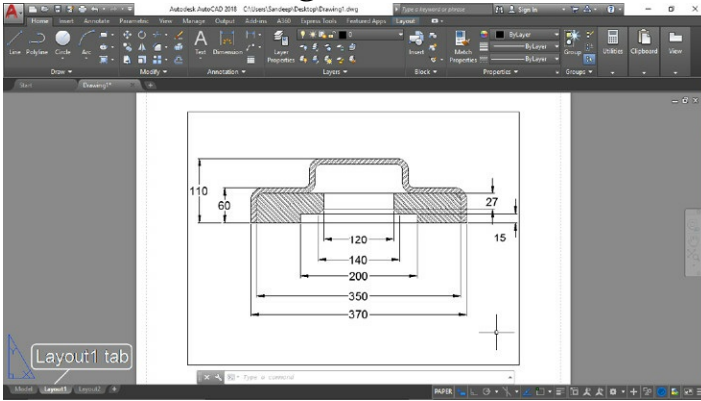 Autodesk AutoCAD 2018 C:\Users\Sandeep\Desktop\Drawing1.dwg
Type a keyword or phrase
Sign In
Home Insert Annotate Parametric View Manage Output Add-ins A360 Express Tools Featured Apps Layout
Line Polyline Circle Arc
Text Dimension
Layer Properties
0
Insert
Match Properties
ByLayer
ByLayer
ByLayer
Group
Utilities
Clipboard
View
Draw Modify Annotation Layers Block Properties Groups
Start Drawing1*
110
60
27
15
120
140
200
350
370
Layout1 tab
Type a command
Model Layout1 Layout2 +
PAPER